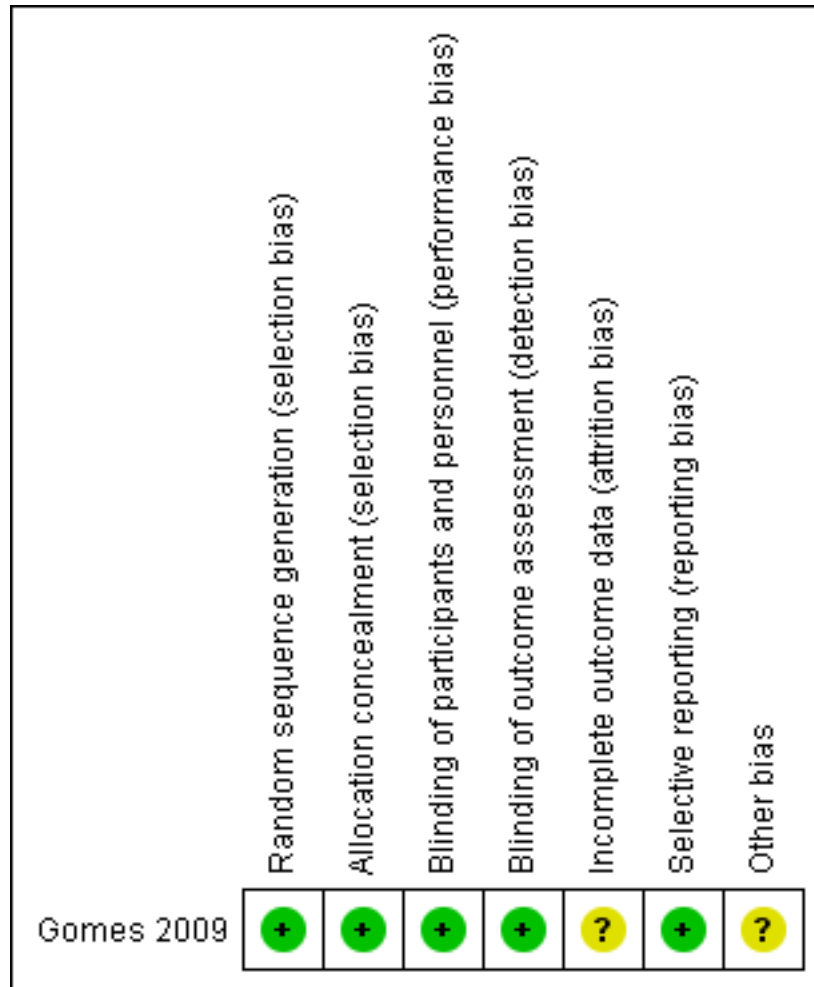 Random sequence generation (selection bias)
Allocation concealment (selection bias)
Blinding of participants and personnel (performance bias)
Blinding of outcome assessment (detection bias)
Incomplete outcome data (attrition bias)
Selective reporting (reporting bias)
Other bias
Gomes 2009 + + + + ? + ?